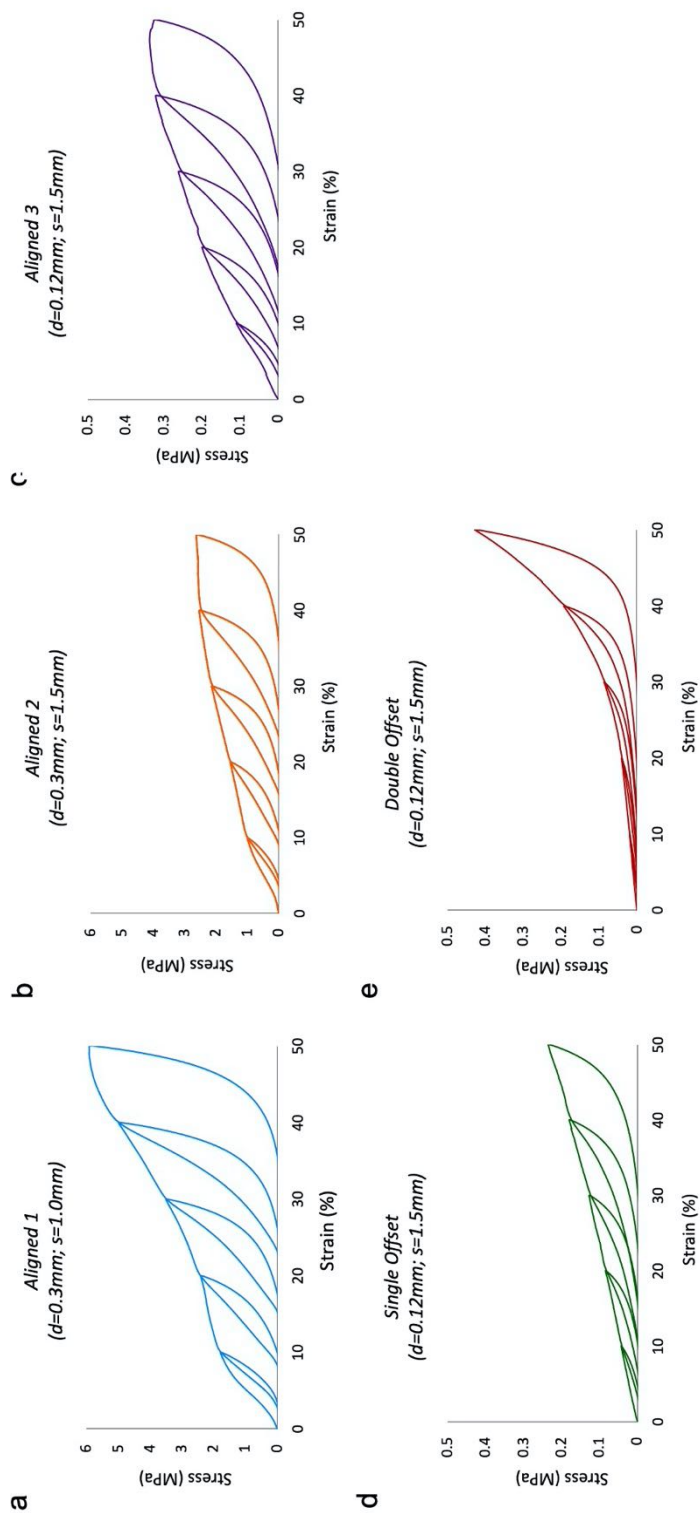 a
Aligned 1
(d=0.3mm; s=1.0mm)
Stress (MPa)
6
5
4
3
2
1
0
0 10 20 30 40 50
Strain (%)
b
Aligned 2
(d=0.3mm; s=1.5mm)
Stress (MPa)
6
5
4
3
2
1
0
0 10 20 30 40 50
Strain (%)
c
Aligned 3
(d=0.12mm; s=1.5mm)
Stress (MPa)
0.5
0.4
0.3
0.2
0.1
0
0 10 20 30 40 50
Strain (%)
d
Single Offset
(d=0.12mm; s=1.5mm)
Stress (MPa)
0.5
0.4
0.3
0.2
0.1
0
0 10 20 30 40 50
Strain (%)
e
Double Offset
(d=0.12mm; s=1.5mm)
Stress (MPa)
0.5
0.4
0.3
0.2
0.1
0
0 10 20 30 40 50
Strain (%)